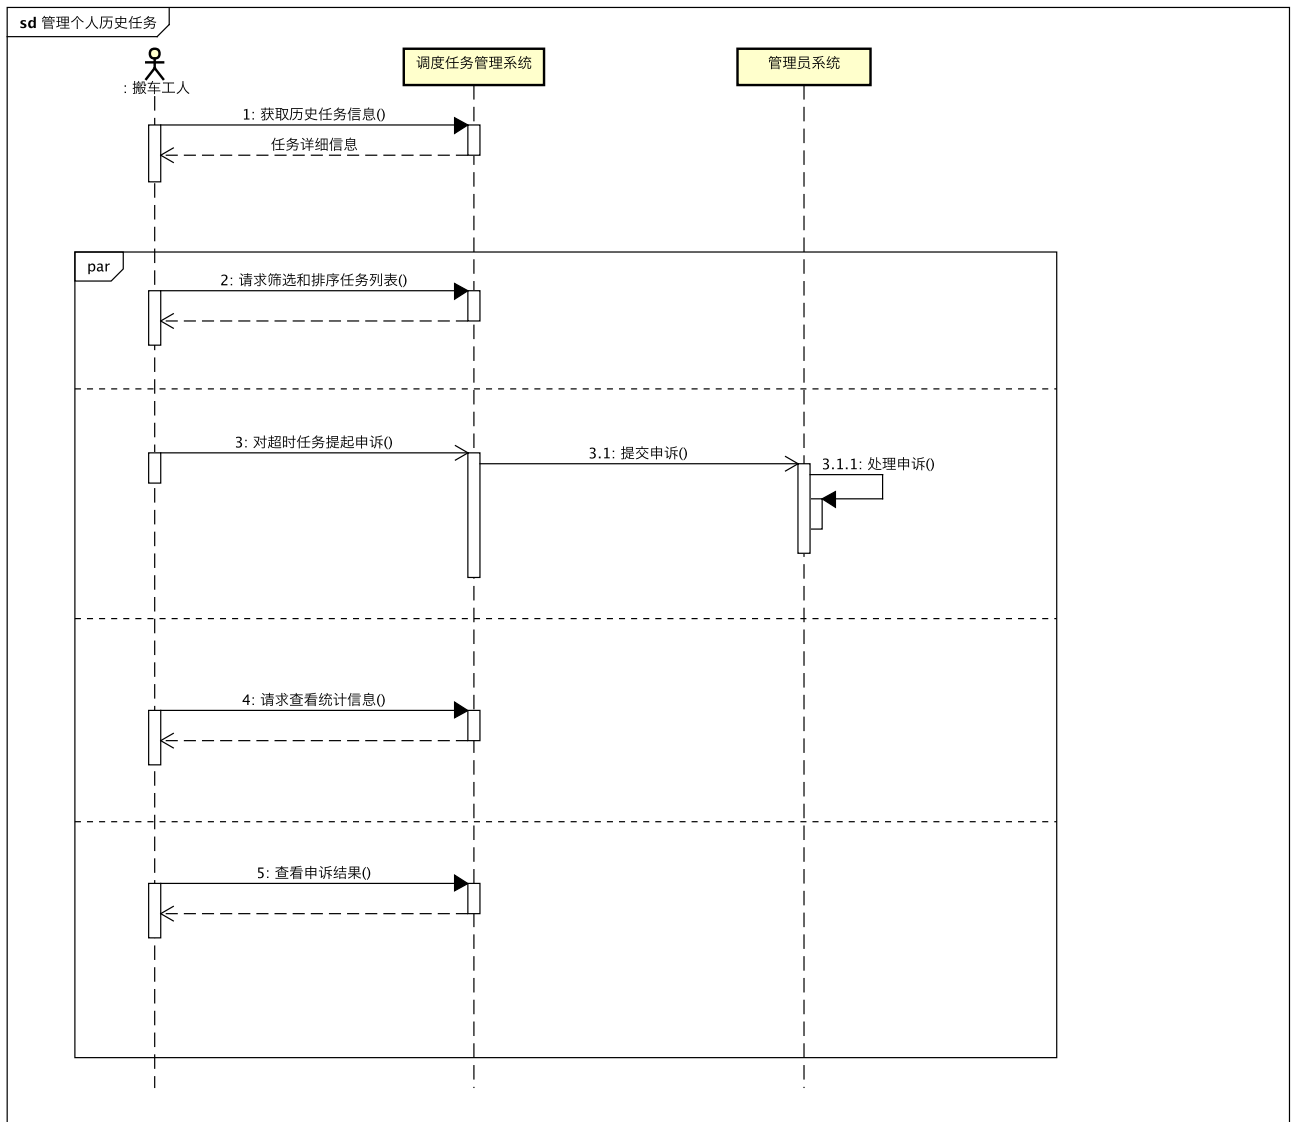 sd 管理个人历史任务
: 搬车工人
调度任务管理系统
管理员系统
1: 获取历史任务信息()
任务详细信息
par
2: 请求筛选和排序任务列表()
3: 对超时任务提起申诉()
3.1: 提交申诉()
3.1.1: 处理申诉()
4: 请求查看统计信息()
5: 查看申诉结果()